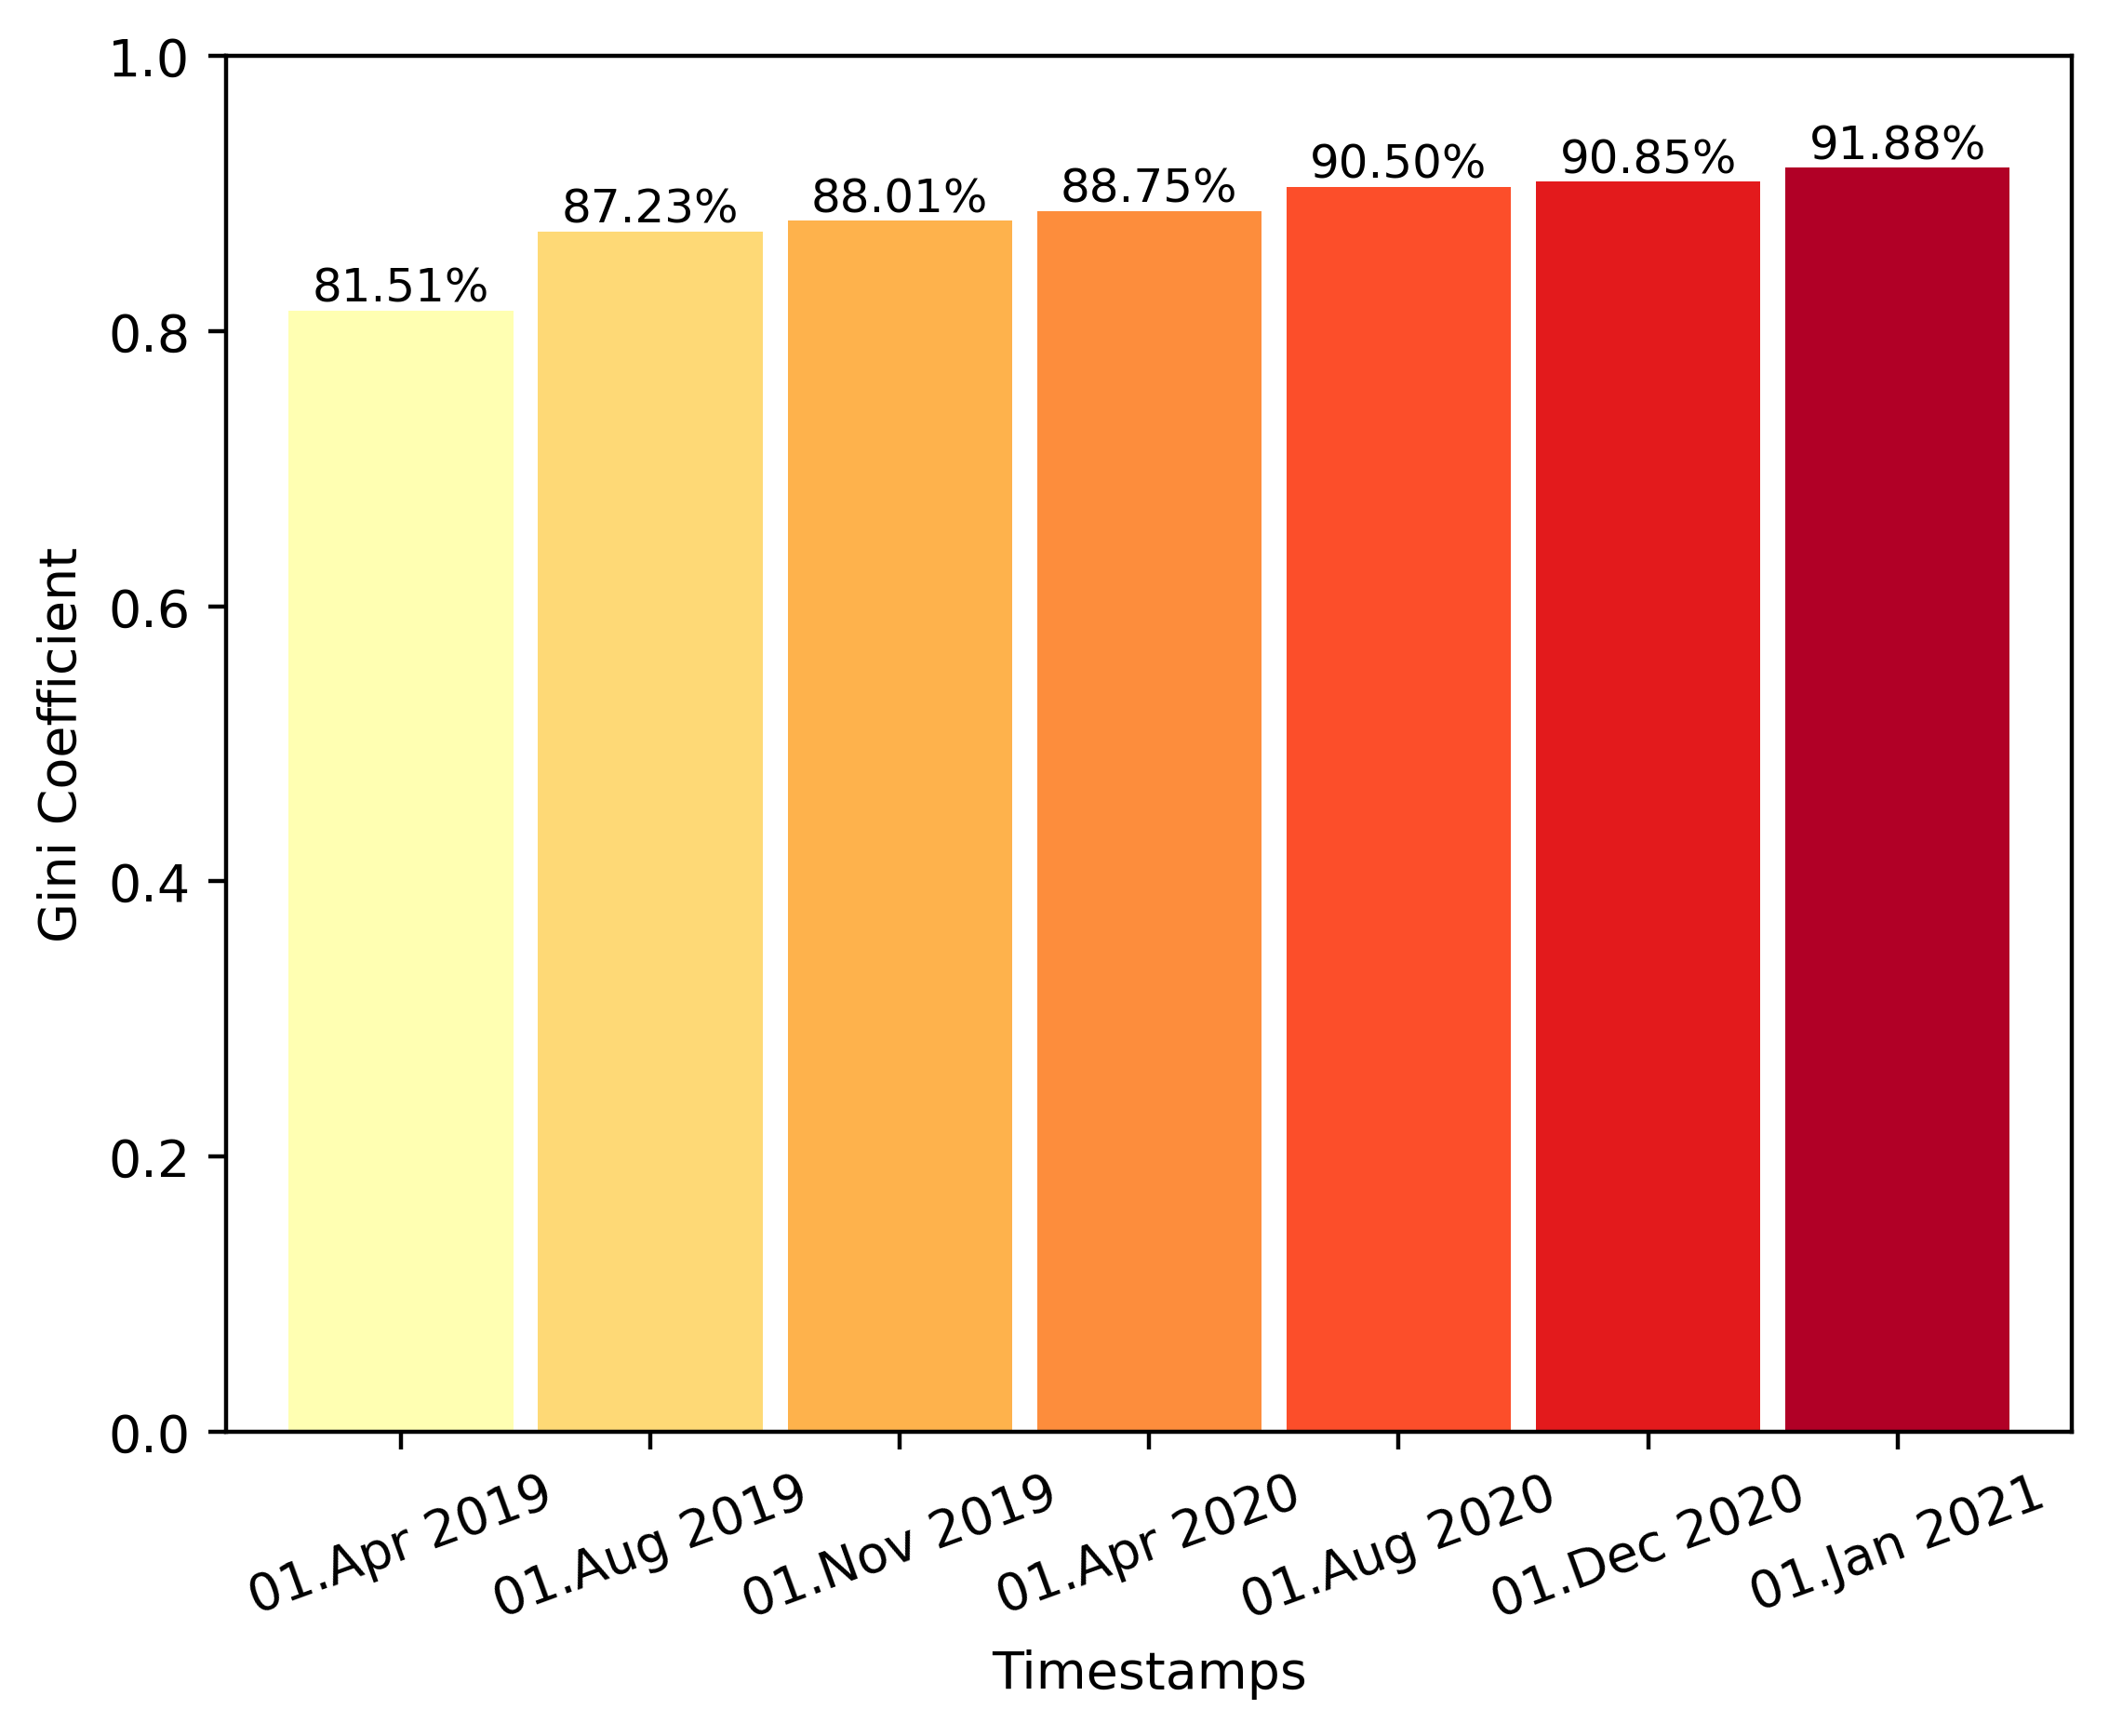 1.0
0.8
0.6
0.4
0.2
0.0
Gini Coefficient
81.51%
87.23%
88.01%
88.75%
90.50%
90.85%
91.88%
01.Apr 2019
01.Aug 2019
01.Nov 2019
01.Apr 2020
01.Aug 2020
01.Dec 2020
01.Jan 2021
Timestamps